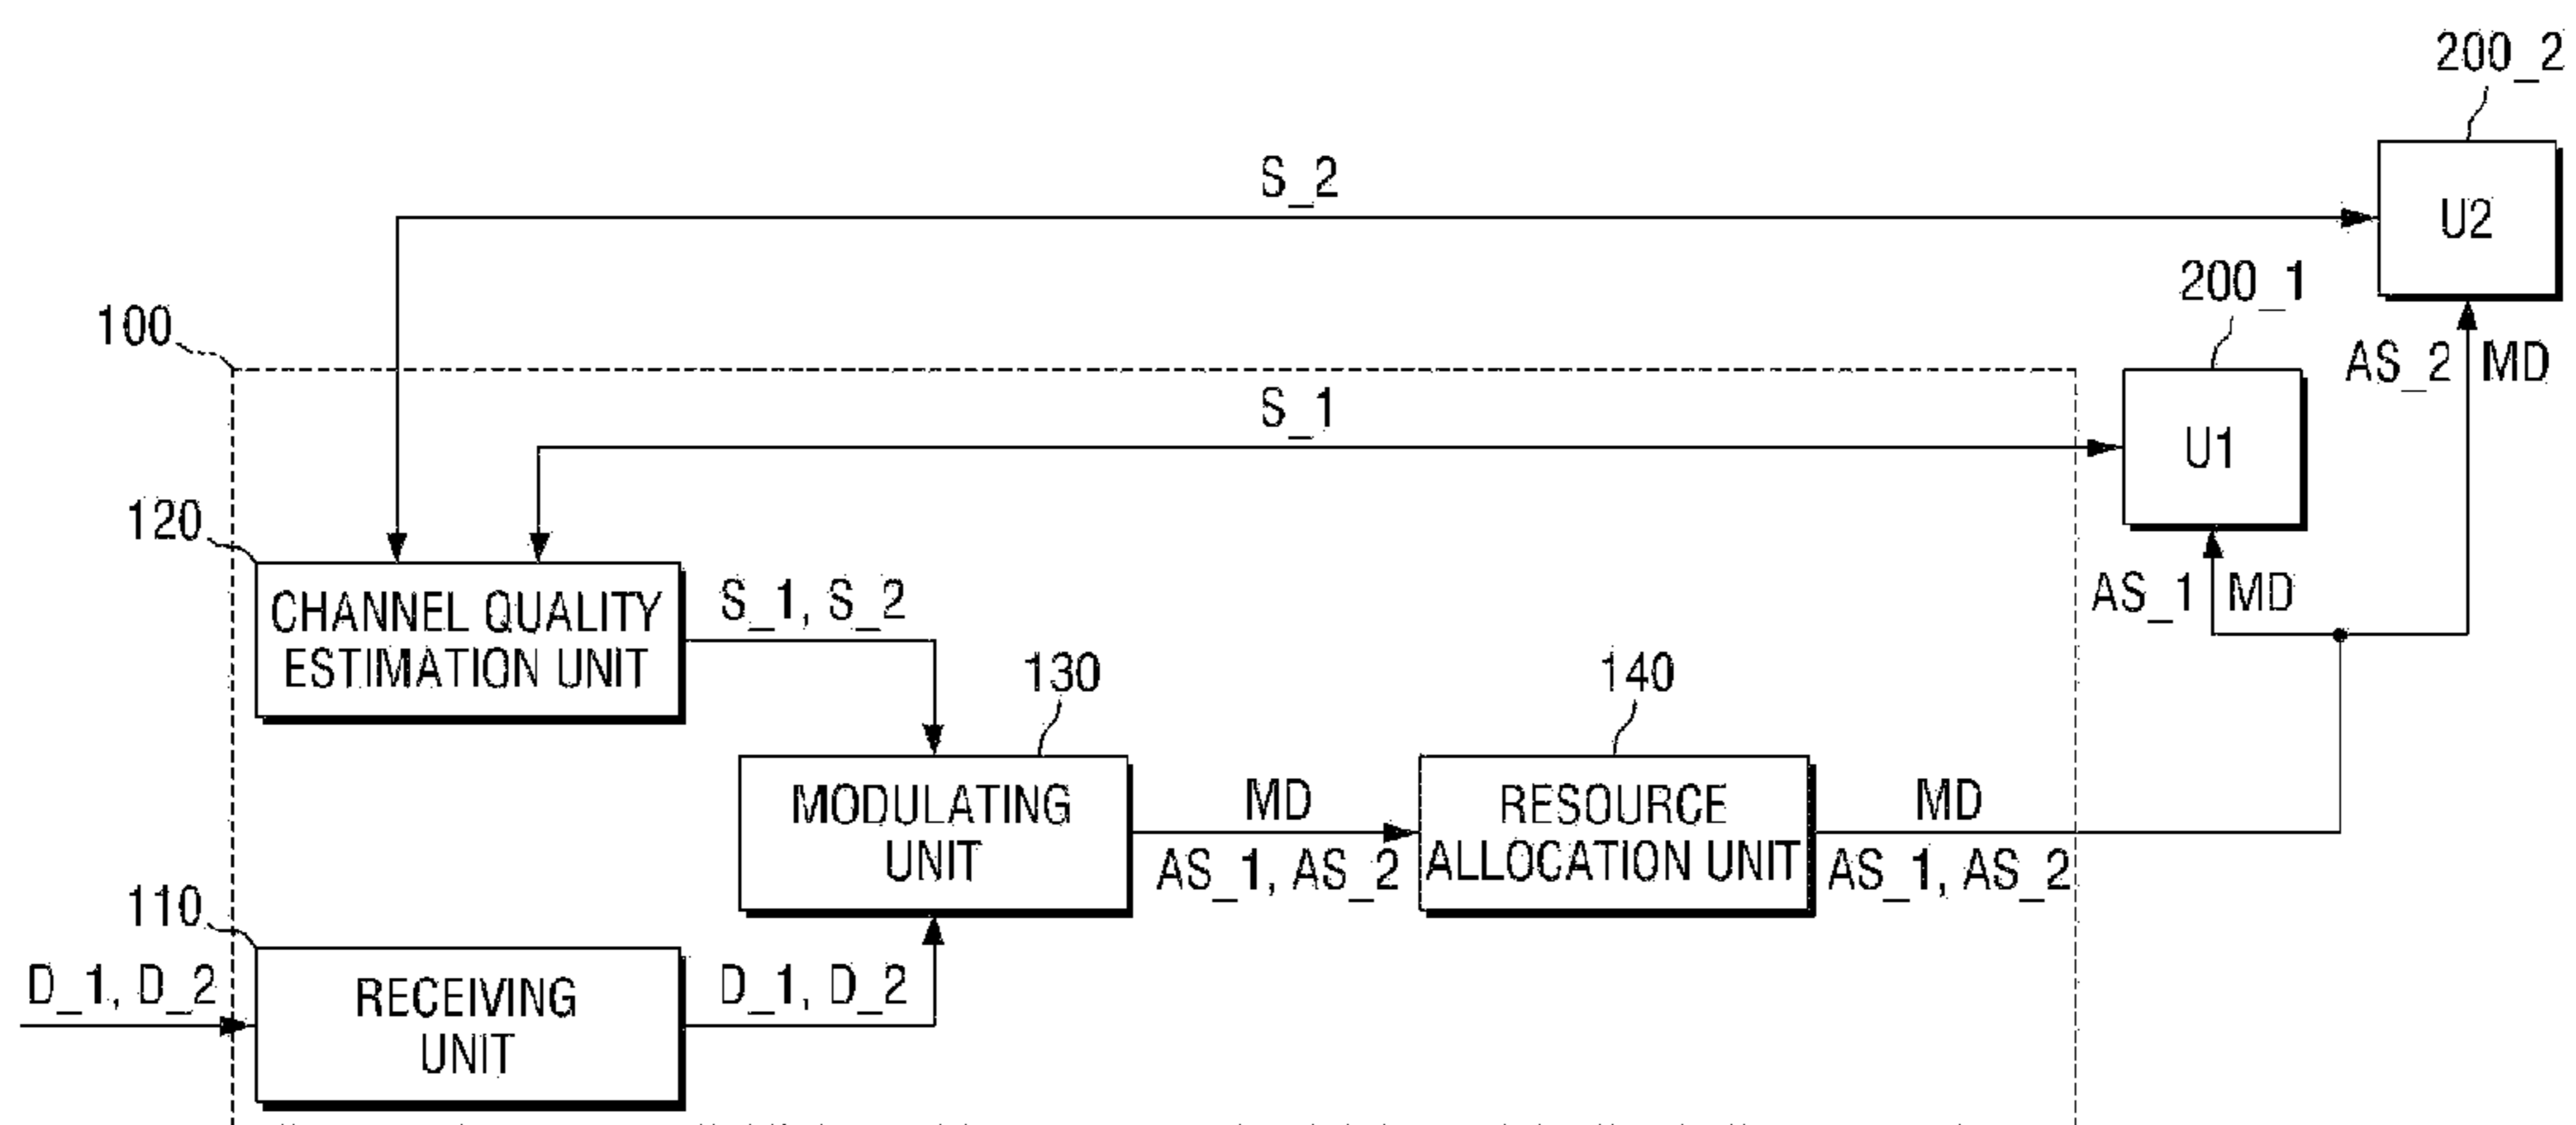 200_2
S_2
U2
200_1
100
AS_2 MD
S_1
U1
120
CHANNEL QUALITY
ESTIMATION UNIT
S_1, S_2
AS_1 MD
130
140
MODULATING
UNIT
MD
AS_1, AS_2
RESOURCE
ALLOCATION UNIT
MD
AS_1, AS_2
110
D_1, D_2
RECEIVING
UNIT
D_1, D_2